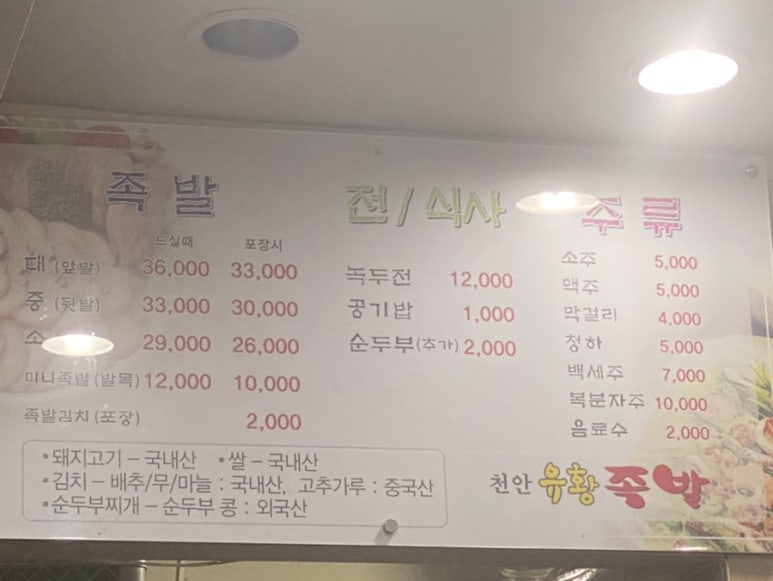 족 발
드실때 포장시
대 (앞발) 36,000 33,000
중 (뒷발) 33,000 30,000
소 29,000 26,000
미니족발 (발목) 12,000 10,000
족발김치 (포장) 2,000
전 / 식사
녹두전 12,000
공기밥 1,000
순두부(추가) 2,000
주 류
소주 5,000
맥주 5,000
막걸리 4,000
청하 5,000
백세주 7,000
복분자주 10,000
음료수 2,000
▪돼지고기 – 국내산 ▪쌀 – 국내산
▪김치 – 배추/무/마늘 : 국내산, 고추가루 : 중국산
▪순두부찌개 – 순두부 콩 : 외국산
천안 유황 족발